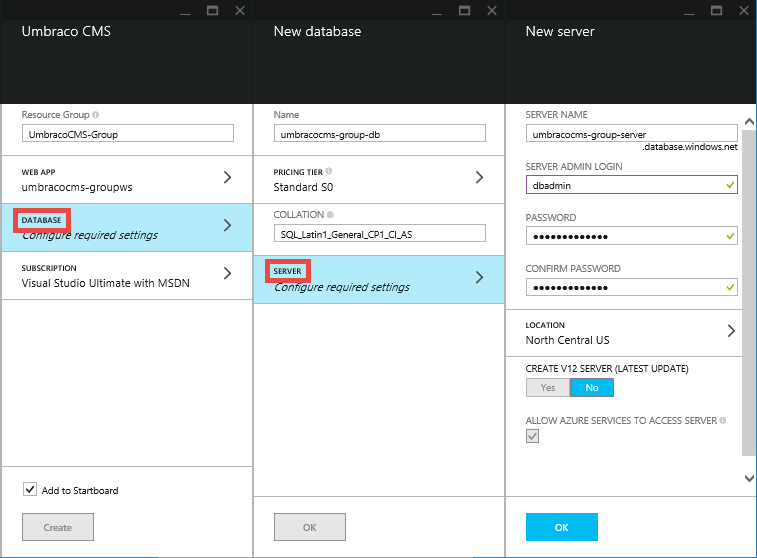 Umbraco CMS
Resource Group
UmbracoCMS-Group
WEB APP
umbracocms-groupws
DATABASE
Configure required settings
SUBSCRIPTION
Visual Studio Ultimate with MSDN
Add to Startboard
Create
New database
Name
umbracocms-group-db
PRICING TIER
Standard S0
COLLATION
SQL_Latin1_General_CP1_CI_AS
SERVER
Configure required settings
OK
New server
SERVER NAME
umbracocms-group-server
.database.windows.net
SERVER ADMIN LOGIN
dbadmin
PASSWORD
•••••••••••••
CONFIRM PASSWORD
•••••••••••••
LOCATION
North Central US
CREATE V12 SERVER (LATEST UPDATE)
Yes No
ALLOW AZURE SERVICES TO ACCESS SERVER
OK